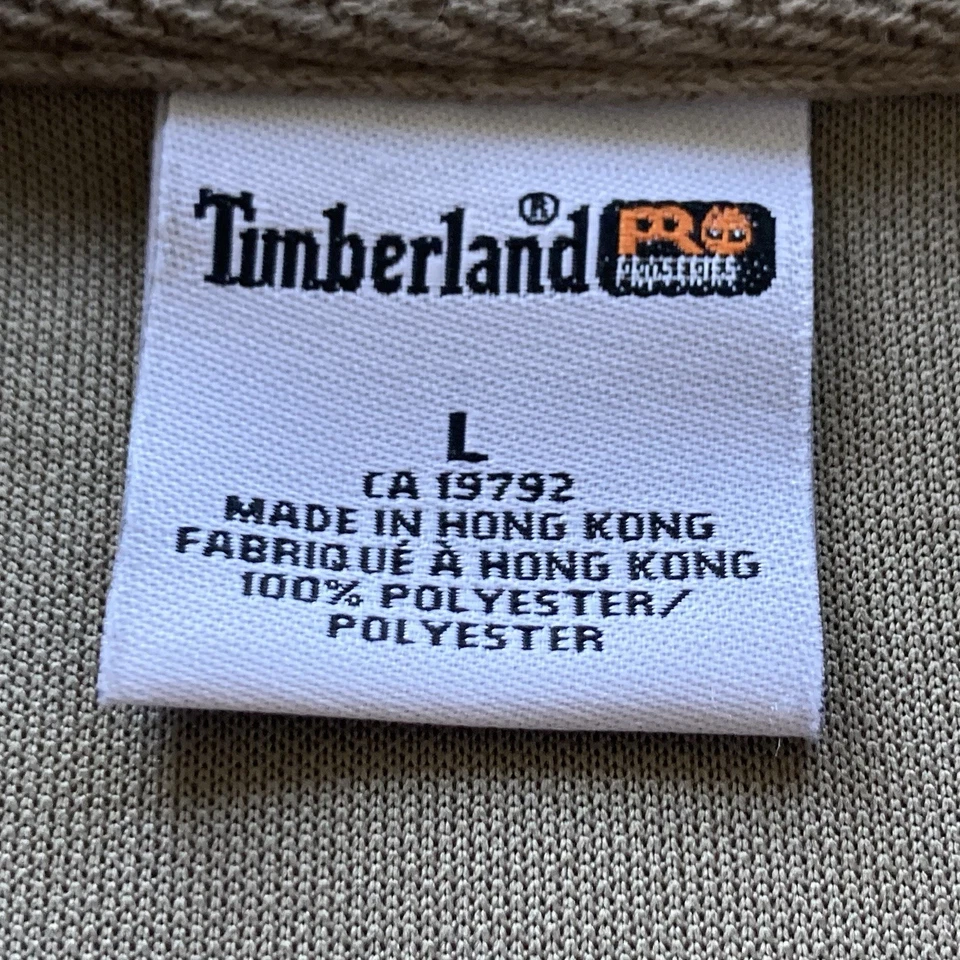 Timberland® PRO
PRO SERIES
L
CA 19792
MADE IN HONG KONG
FABRIQUÉ À HONG KONG
100% POLYESTER/
POLYESTER